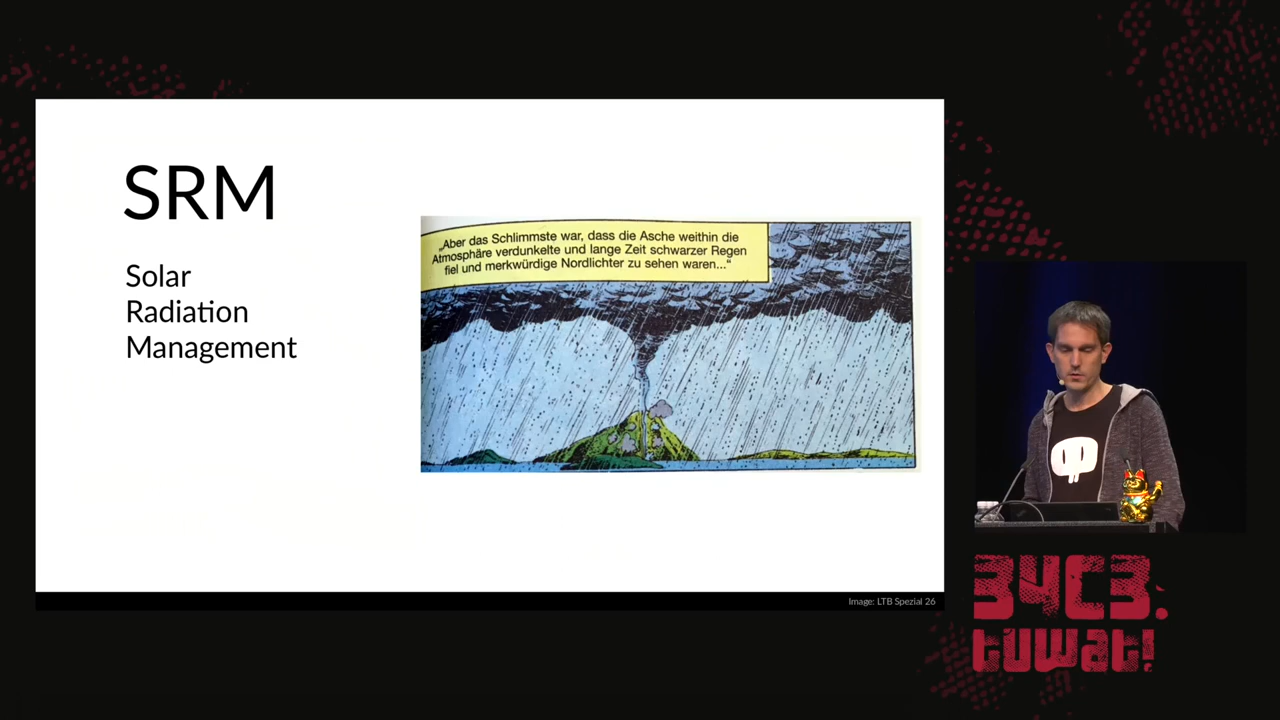 SRM
Solar
Radiation
Management
„Aber das Schlimmste war, dass die Asche weithin die
Atmosphäre verdunkelte und lange Zeit schwarzer Regen
fiel und merkwürdige Nordlichter zu sehen waren...“
Image: LTB Spezial 26
34C3.
tuwat!